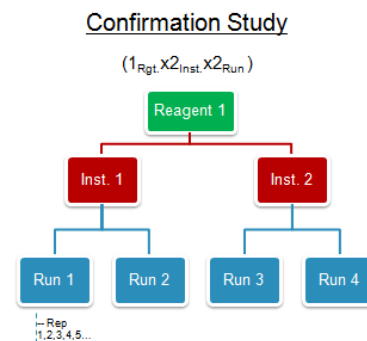 Confirmation Study
(1Rgt.x2Inst.x2Run)
Reagent 1
Inst. 1
Inst. 2
Run 1
Run 2
Run 3
Run 4
-- Rep
1,2,3,4,5...